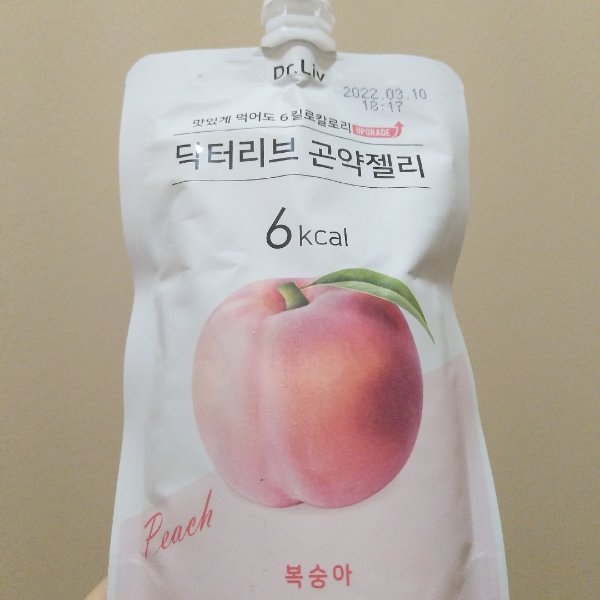 Dr.Liv
2022.03.10
18:17
맛있게 먹어도 6킬로칼로리 UPGRADE
닥터리브 곤약젤리
6kcal
Peach
복숭아